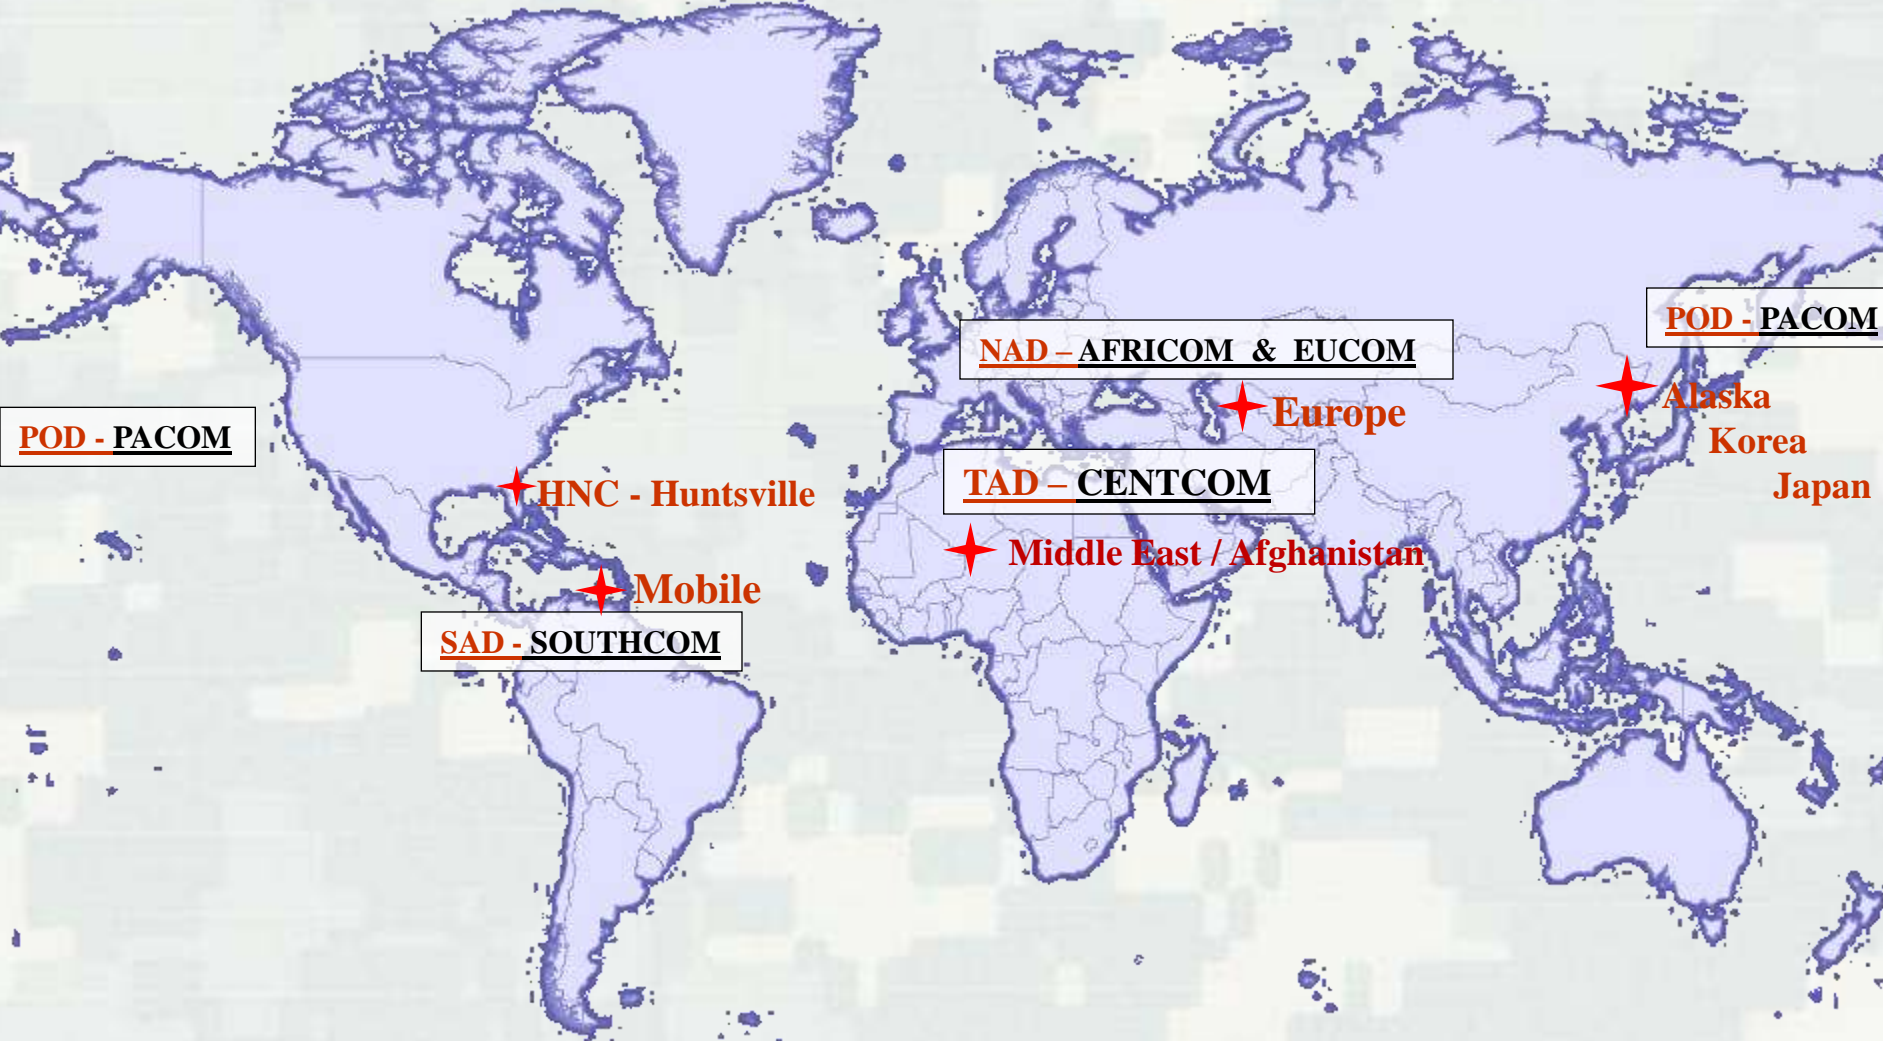 POD - PACOM
NAD – AFRICOM & EUCOM
Europe
POD - PACOM
Alaska
Korea
Japan
HNC - Huntsville
TAD – CENTCOM
Middle East / Afghanistan
Mobile
SAD - SOUTHCOM